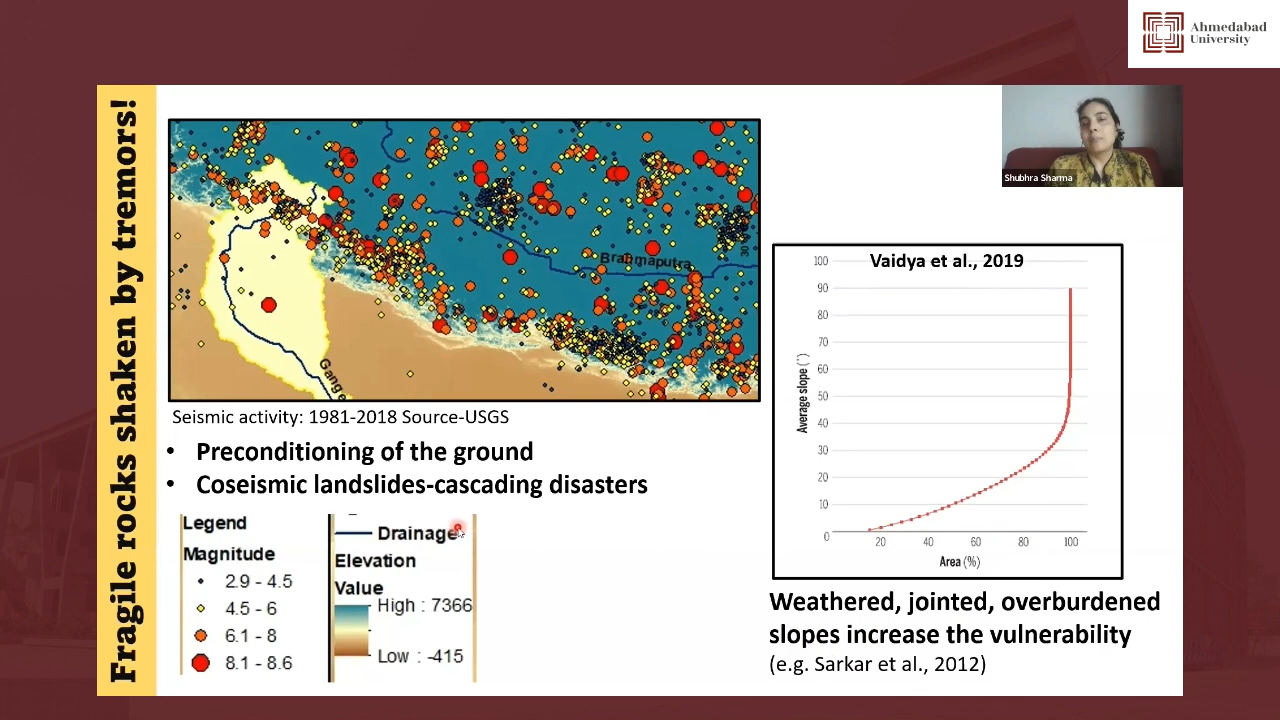 Ahmedabad
University
Fragile rocks shaken by tremors!
Shubhra Sharma
Brahmaputra
30
Gange
Seismic activity: 1981-2018 Source-USGS
• Preconditioning of the ground
• Coseismic landslides-cascading disasters
Legend
Magnitude
2.9 - 4.5
4.5 - 6
6.1 - 8
8.1 - 8.6
Drainage
Elevation
Value
High : 7366
Low : -415
Vaidya et al., 2019
100
90
80
70
60
50
40
30
20
10
0
Average slope (°)
20 40 60 80 100
Area (%)
Weathered, jointed, overburdened
slopes increase the vulnerability
(e.g. Sarkar et al., 2012)